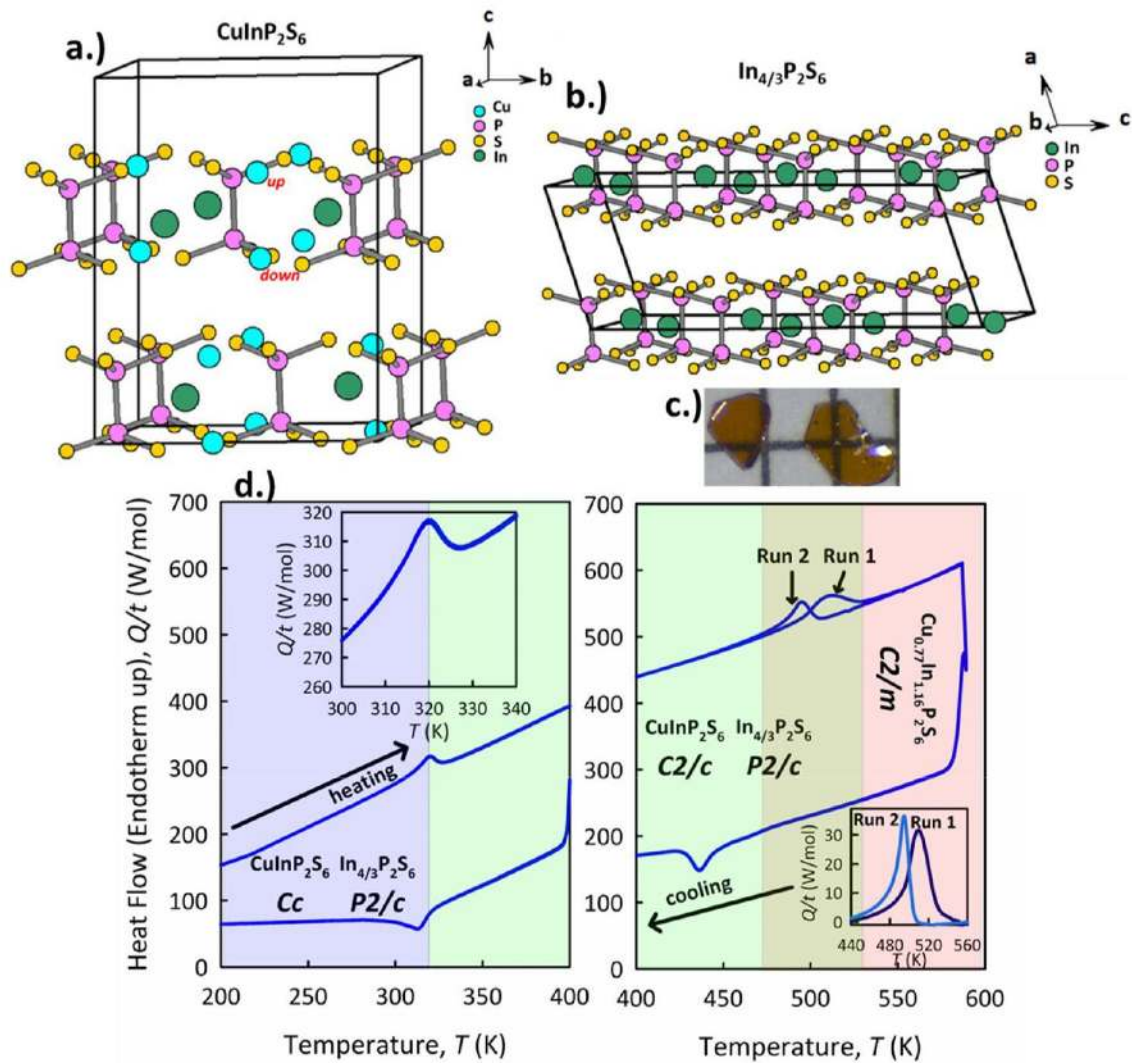 a.)
CuInP2S6
c
a
b
Cu
P
S
In
up
down
b.)
In4/3P2S6
a
b
c
In
P
S
c.)
d.)
Heat Flow (Endotherm up), Q/t (W/mol)
700
600
500
400
300
200
100
0
200
250
300
350
400
Temperature, T (K)
Q/t (W/mol)
320
310
300
290
280
270
260
300
310
320
330
340
T (K)
heating
CuInP2S6 In4/3P2S6
Cc P2/c
700
600
500
400
300
200
100
0
400
450
500
550
600
Temperature, T (K)
Run 2 Run 1
Cu0.77In1.16P2S6
C2/m
CuInP2S6 In4/3P2S6
C2/c P2/c
cooling
Run 2 Run 1
Q/t (W/mol)
30
20
10
0
440 480 520 560
T (K)